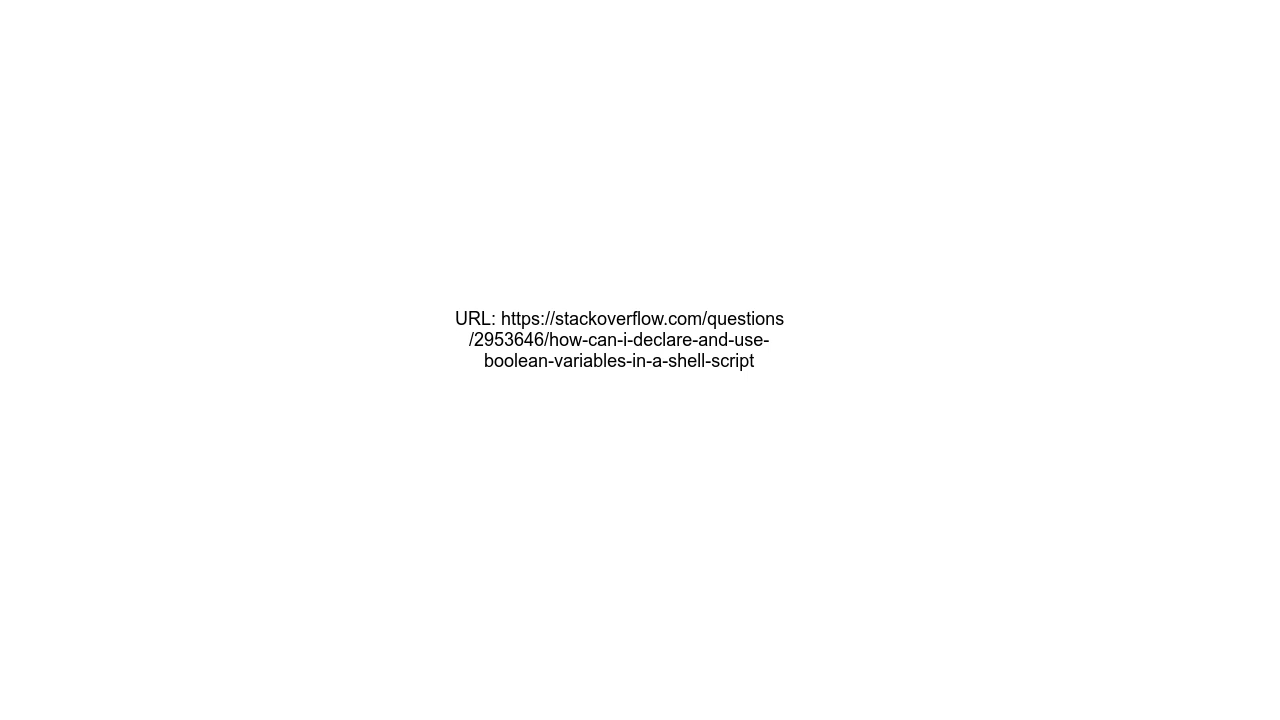 URL: https://stackoverflow.com/questions
/2953646/how-can-i-declare-and-use-
boolean-variables-in-a-shell-script